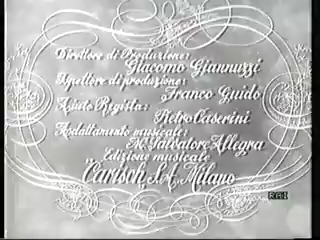 Direttore di Produzione:
Giacomo Giannuzzi
Ispettore di produzione:
Franco Guido
Aiuto Regista:
Pietro Caserini
Adattamento musicale:
M. Salvatore Allegra
Edizione musicale
"Carisch S.A. Milano
RAI